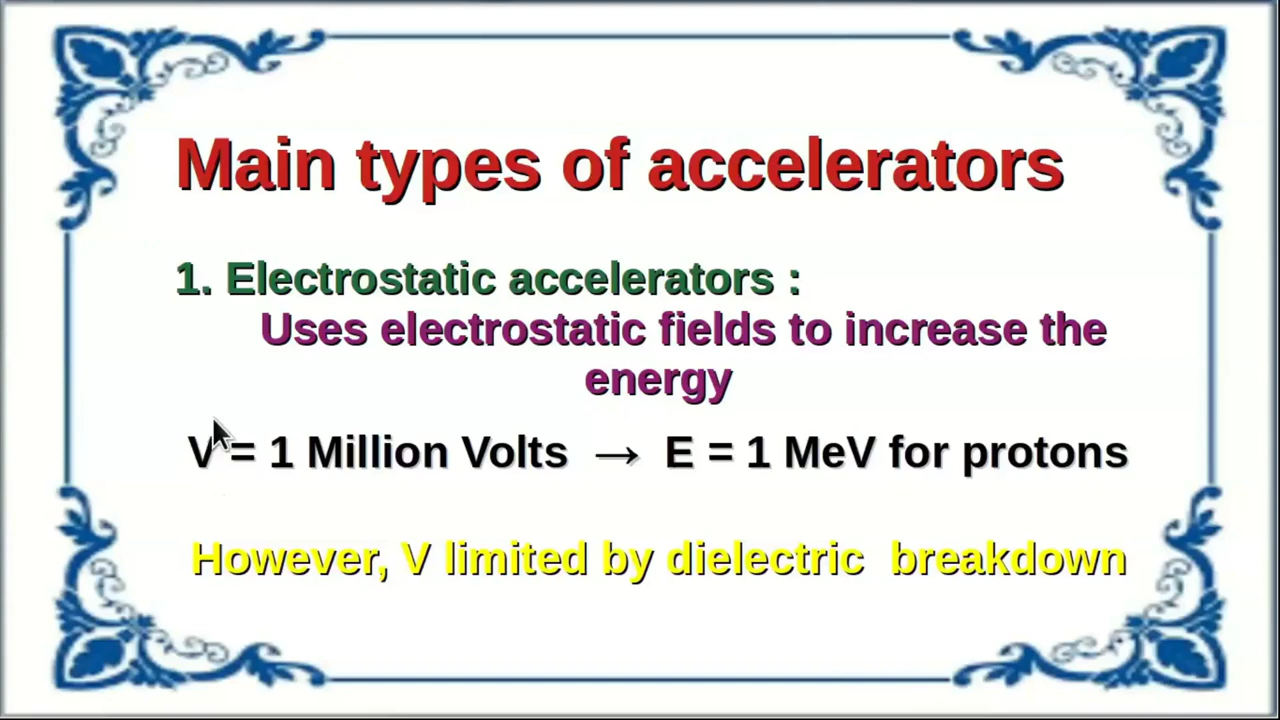 Main types of accelerators
1. Electrostatic accelerators :
Uses electrostatic fields to increase the
energy
V = 1 Million Volts → E = 1 MeV for protons
However, V limited by dielectric breakdown